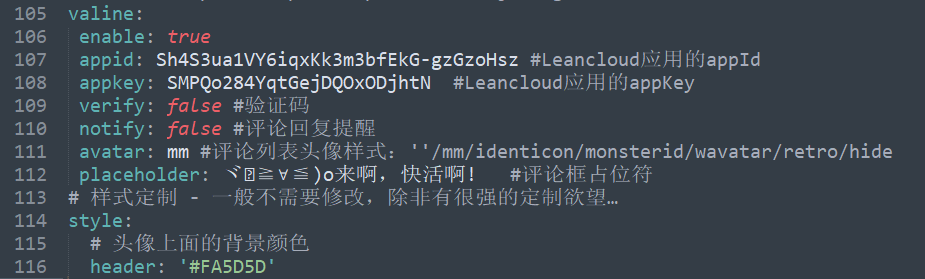 105 valine:
106 enable: true
107 appid: Sh4S3ua1VY6iqxKk3m3bfEkG-gzGzoHsz #Leancloud应用的appId
108 appkey: SMPQo284YqtGejDQOxODjhtN #Leancloud应用的appKey
109 verify: false #验证码
110 notify: false #评论回复提醒
111 avatar: mm #评论列表头像样式：''/mm/identicon/monsterid/wavatar/retro/hide
112 placeholder: ヾ≧∀≦)o来啊，快活啊! #评论框占位符
113 # 样式定制 - 一般不需要修改，除非有很强的定制欲望…
114 style:
115 # 头像上面的背景颜色
116 header: '#FA5D5D'